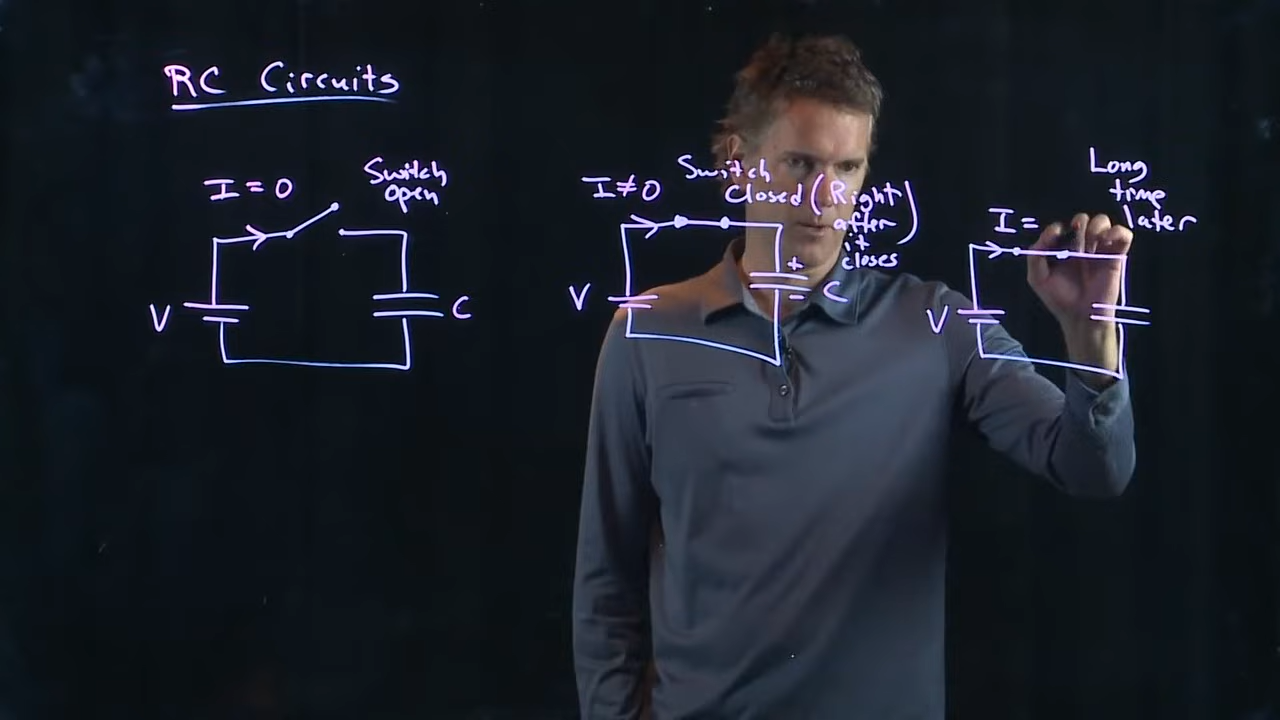 RC Circuits
I = 0
Switch
open
V
C
I ≠ 0
Switch
closed (Right
after
it
closes)
+
-
V
C
Long
time
later
I =
V